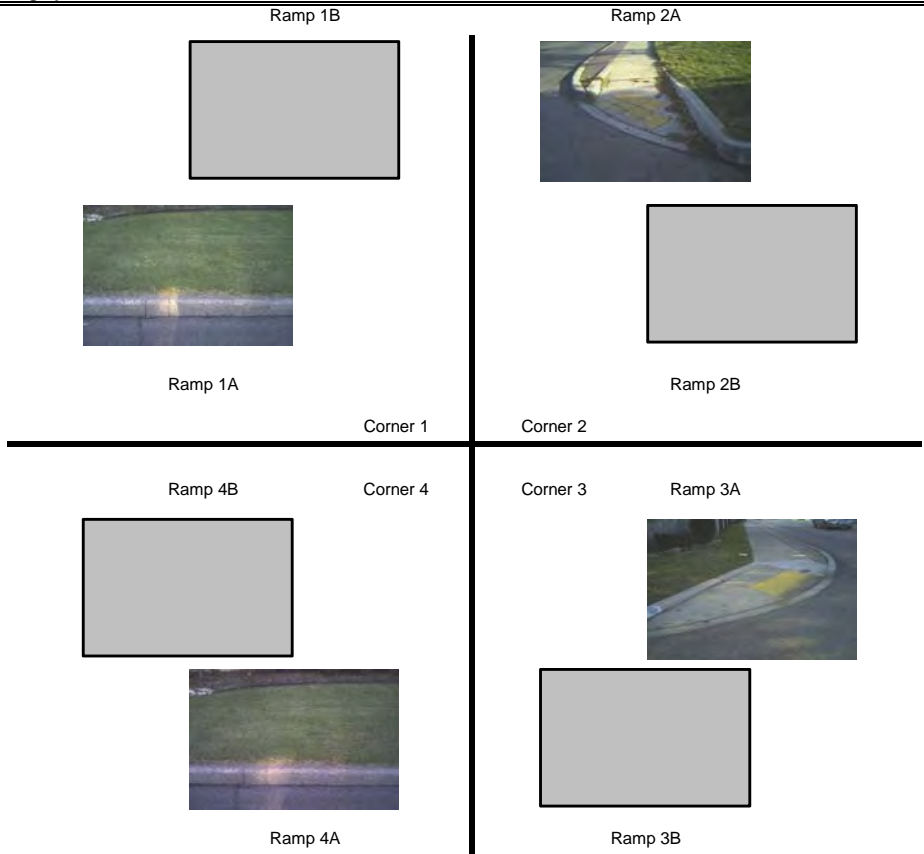 Ramp 1B Ramp 2A
Ramp 1A Ramp 2B
Corner 1 Corner 2
Ramp 4B Corner 4 Corner 3 Ramp 3A
Ramp 4A Ramp 3B